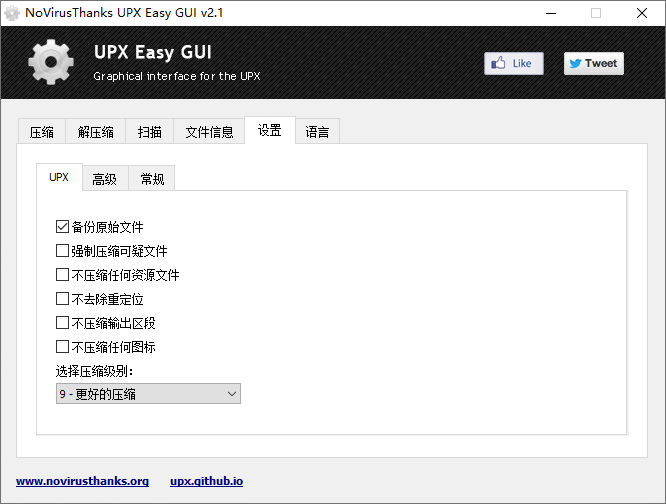 NoVirusThanks UPX Easy GUI v2.1
UPX Easy GUI
Graphical interface for the UPX
Like
Tweet
压缩 解压缩 扫描 文件信息 设置 语言
UPX 高级 常规
备份原始文件
强制压缩可疑文件
不压缩任何资源文件
不去除重定位
不压缩输出区段
不压缩任何图标
选择压缩级别：
9 - 更好的压缩
www.novirusthanks.org upx.github.io